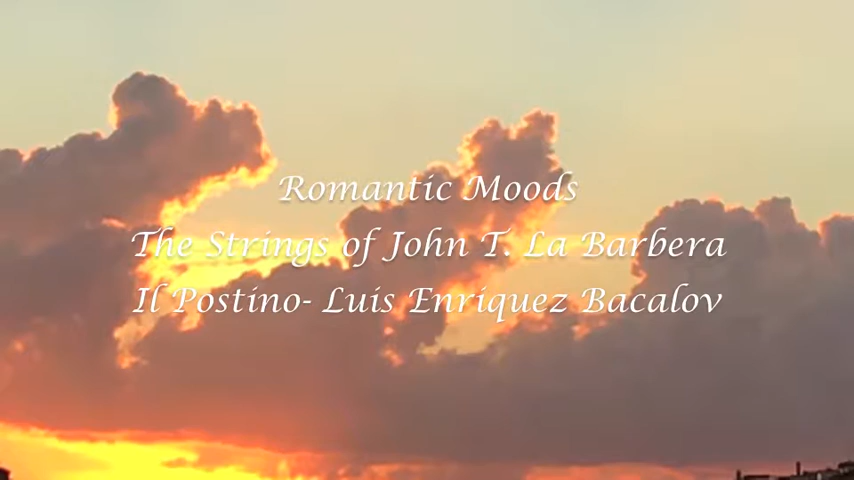 Romantic Moods
The Strings of John T. La Barbera
Il Postino- Luis Enriquez Bacalov